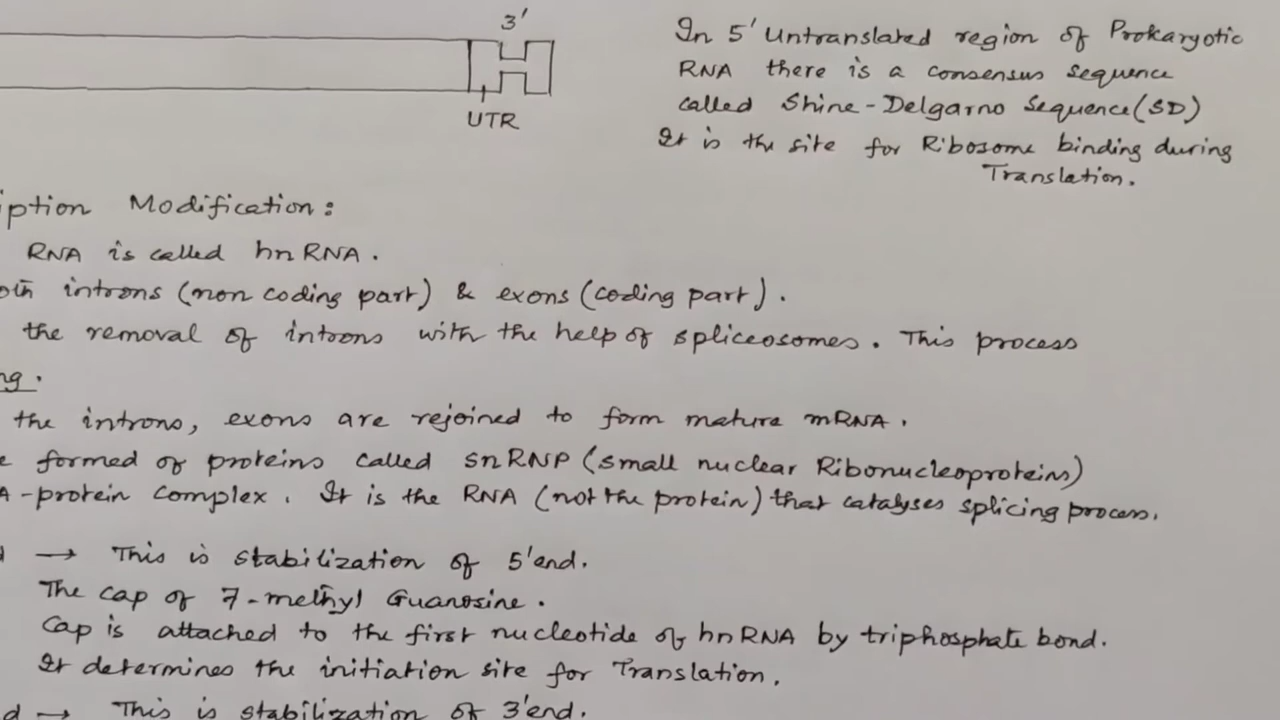 3'
UTR
In 5' Untranslated region of Prokaryotic
RNA there is a consensus sequence
called Shine-Delgarno Sequence(SD)
It is the site for Ribosome binding during
Translation.
iption Modification:
RNA is called hnRNA.
oth introns (non coding part) & exons (coding part).
the removal of introns with the help of spliceosomes. This process
ng.
the introns, exons are rejoined to form mature mRNA.
e formed of proteins called snRNP (small nuclear Ribonucleoproteins)
A-protein complex. It is the RNA (not the protein) that catalyses splicing process.
d → This is stabilization of 5' end.
The cap of 7-methyl Guanosine.
Cap is attached to the first nucleotide of hnRNA by triphosphate bond.
It determines the initiation site for Translation.
d → This is stabilization of 3' end.